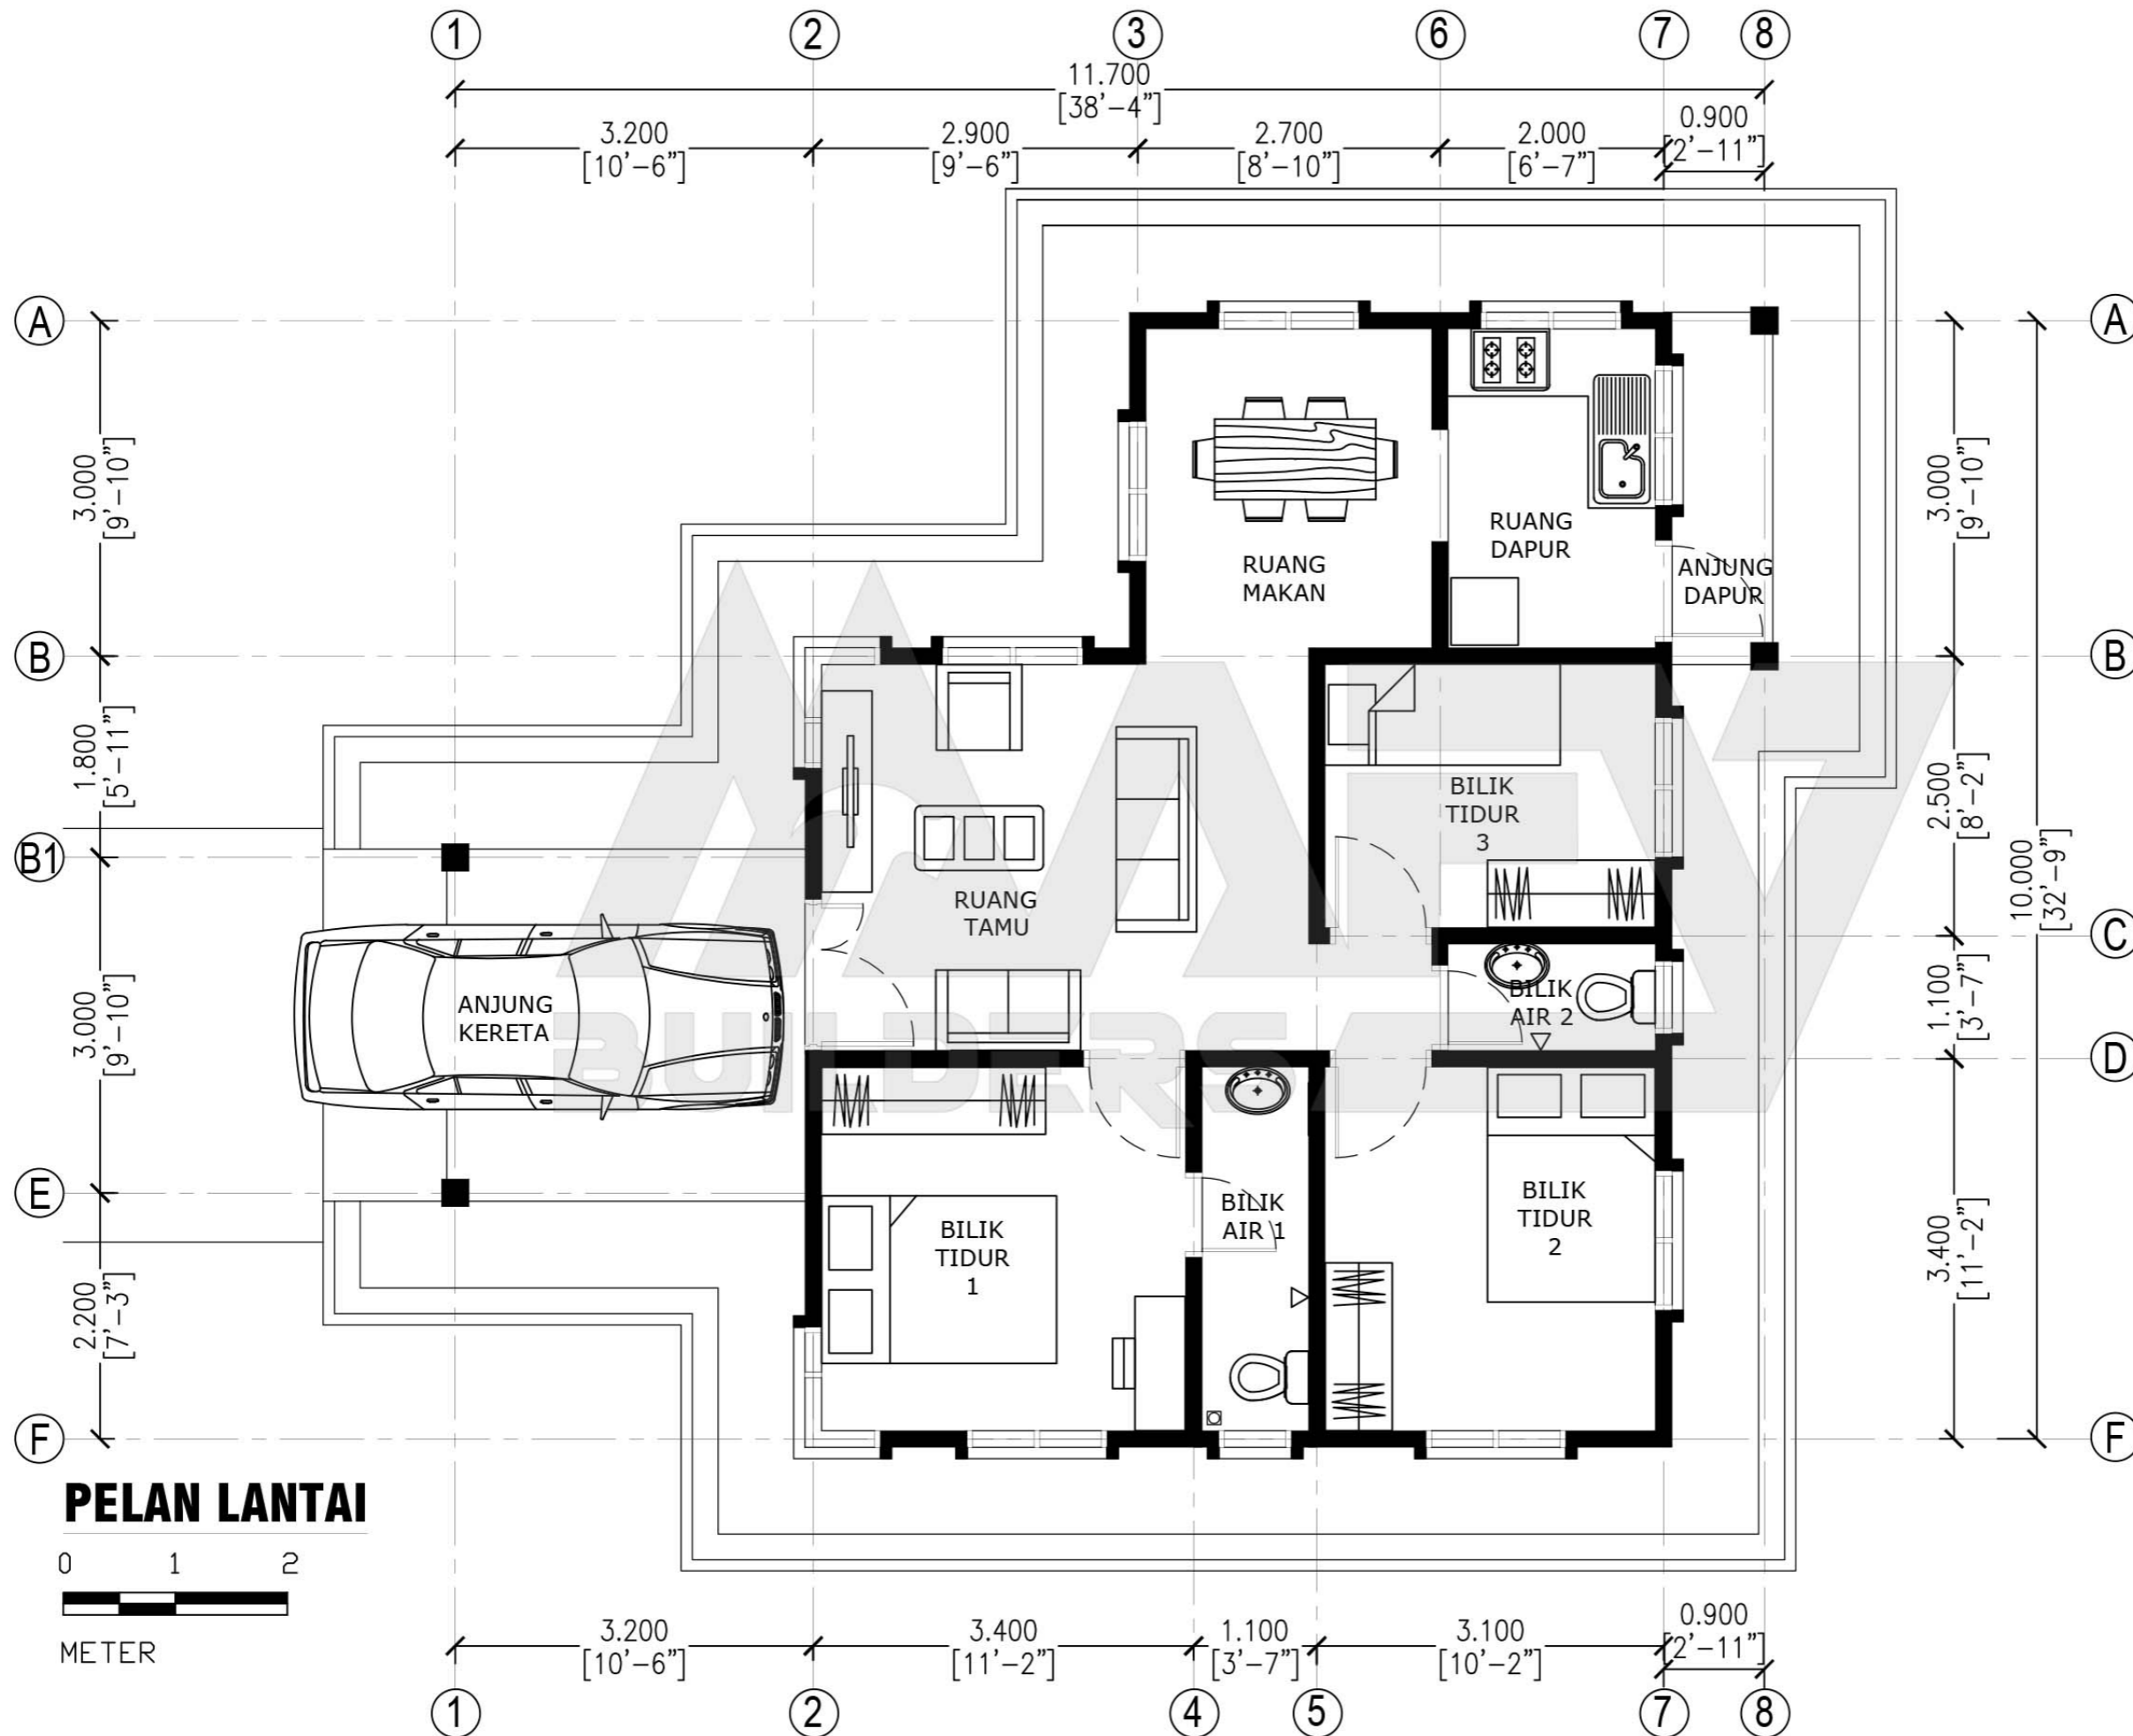 1 2 3 6 7 8
11.700
[38'-4"]
3.200
[10'-6"]
2.900
[9'-6"]
2.700
[8'-10"]
2.000
[6'-7"]
0.900
[2'-11"]
A
A
B
B
B1
C
D
E
F
F
3.000
[9'-10"]
1.800
[5'-11"]
3.000
[9'-10"]
2.200
[7'-3"]
3.000
[9'-10"]
2.500
[8'-2"]
1.100
[3'-7"]
3.400
[11'-2"]
10.000
[32'-9"]
RUANG
MAKAN
RUANG
DAPUR
ANJUNG
DAPUR
BILIK
TIDUR
3
RUANG
TAMU
ANJUNG
KERETA
BILIK
AIR 2
BUILDERS
BILIK
TIDUR
1
BILIK
AIR 1
BILIK
TIDUR
2
PELAN LANTAI
0 1 2
METER
3.200
[10'-6"]
3.400
[11'-2"]
1.100
[3'-7"]
3.100
[10'-2"]
0.900
[2'-11"]
1 2 4 5 7 8